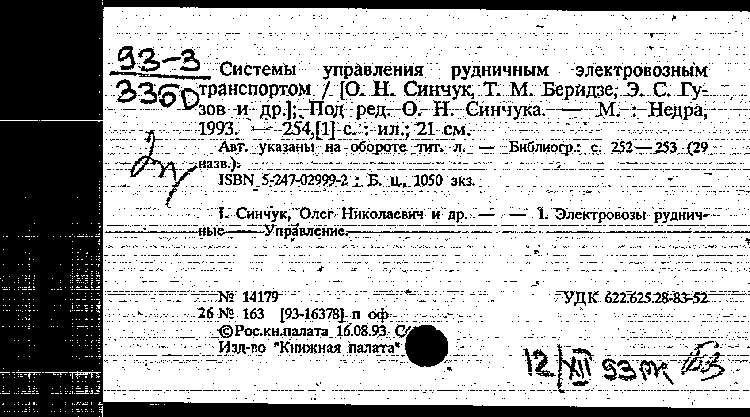 93-3
Системы управления рудничным электровозным
транспортом / [О. Н. Синчук, Т. М. Беридзе, Э. С. Гу-
зов и др.]; Под ред. О. Н. Синчука. — М. : Недра,
1993. — 254,[1] с. : ил.; 21 см.
Авт. указаны на обороте тит. л. — Библиогр.: с. 252—253 (29
назв.).
ISBN 5-247-02999-2 : Б. ц., 1050 экз.
1. Синчук, Олег Николаевич и др. — — 1. Электровозы руднич-
ные — Управление.
№ 14179
УДК 622.625.28-83-52
26 № 163 [93-16378] п оф
©Рос.кн.палата 16.08.93
Изд-во "Книжная палата"
12/XII 93